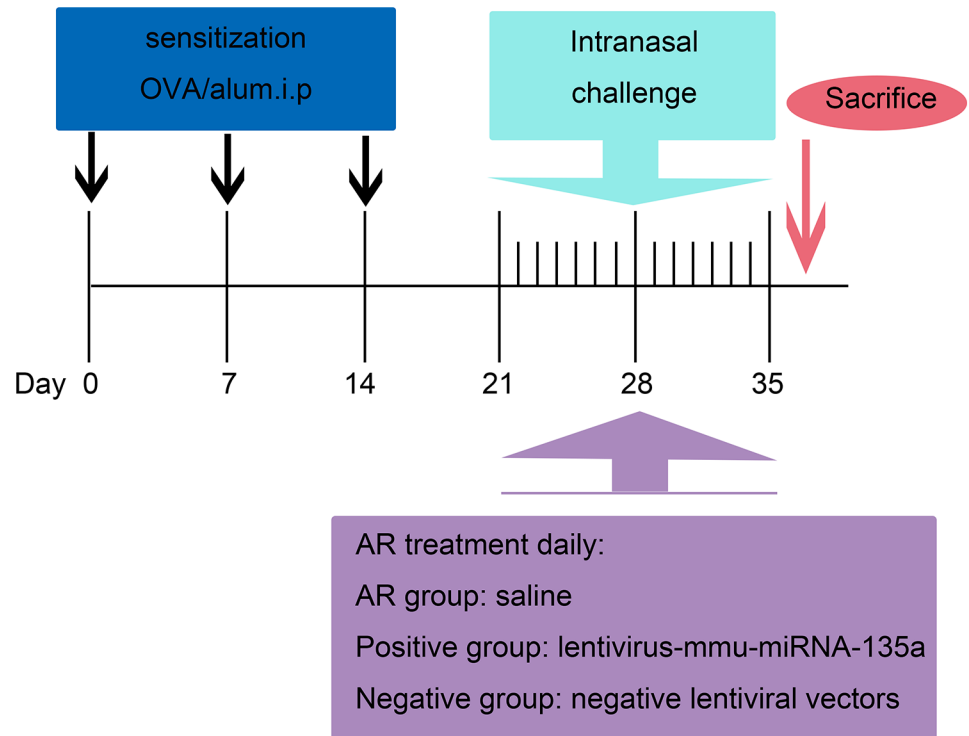 sensitization
OVA/alum.i.p
Intranasal
challenge
Sacrifice
Day 0 7 14 21 28 35
AR treatment daily:
AR group: saline
Positive group: lentivirus-mmu-miRNA-135a
Negative group: negative lentiviral vectors